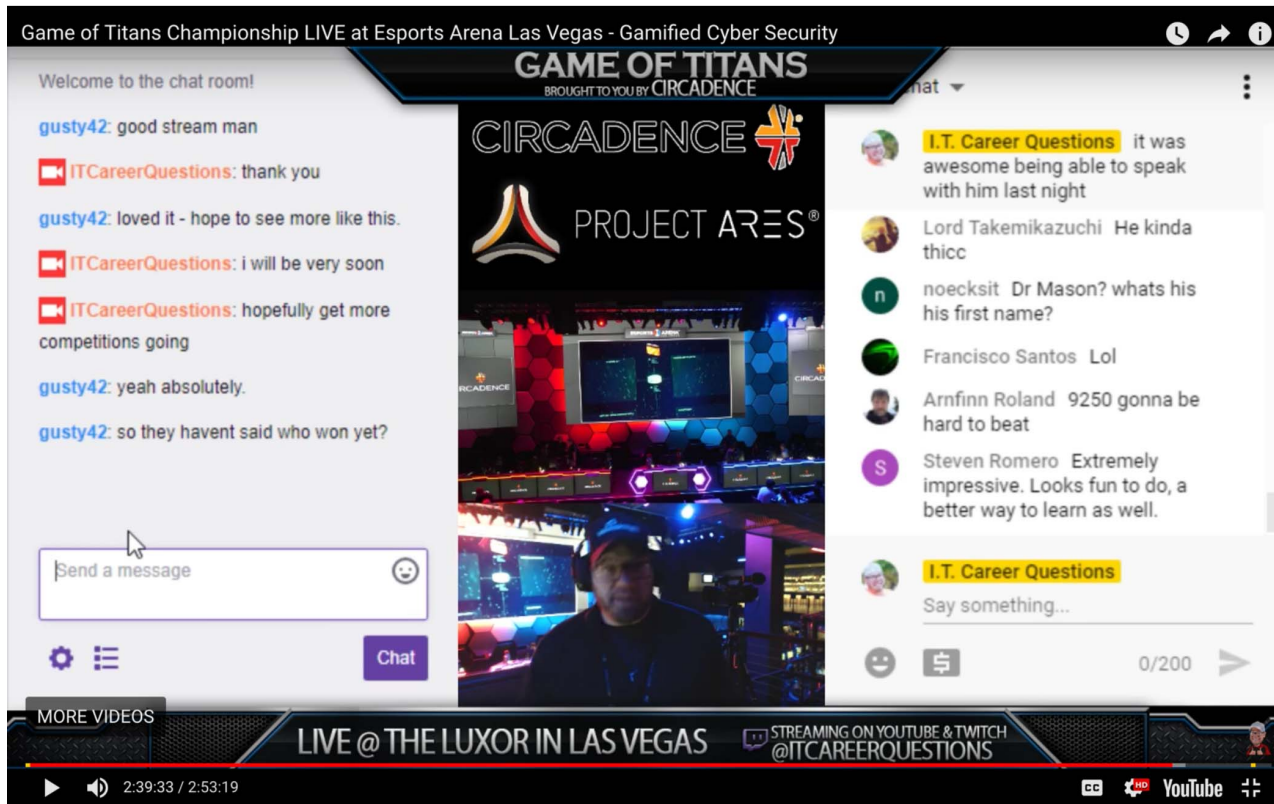 Game of Titans Championship LIVE at Esports Arena Las Vegas - Gamified Cyber Security
GAME OF TITANS
BROUGHT TO YOU BY CIRCADENCE
Welcome to the chat room!
gusty42: good stream man
ITCareerQuestions: thank you
gusty42: loved it - hope to see more like this.
ITCareerQuestions: i will be very soon
ITCareerQuestions: hopefully get more
competitions going
gusty42: yeah absolutely.
gusty42: so they havent said who won yet?
Send a message
Chat
CIRCADENCE®
PROJECT ARES®
ESPORTS ARENA
hat
I.T. Career Questions it was
awesome being able to speak
with him last night
Lord Takemikazuchi He kinda
thicc
n
noecksit Dr Mason? whats his
his first name?
Francisco Santos Lol
Arnfinn Roland 9250 gonna be
hard to beat
S
Steven Romero Extremely
impressive. Looks fun to do, a
better way to learn as well.
I.T. Career Questions
Say something...
0/200
MORE VIDEOS
LIVE @ THE LUXOR IN LAS VEGAS
STREAMING ON YOUTUBE & TWITCH
@ITCAREERQUESTIONS
2:39:33 / 2:53:19
CC
HD
YouTube